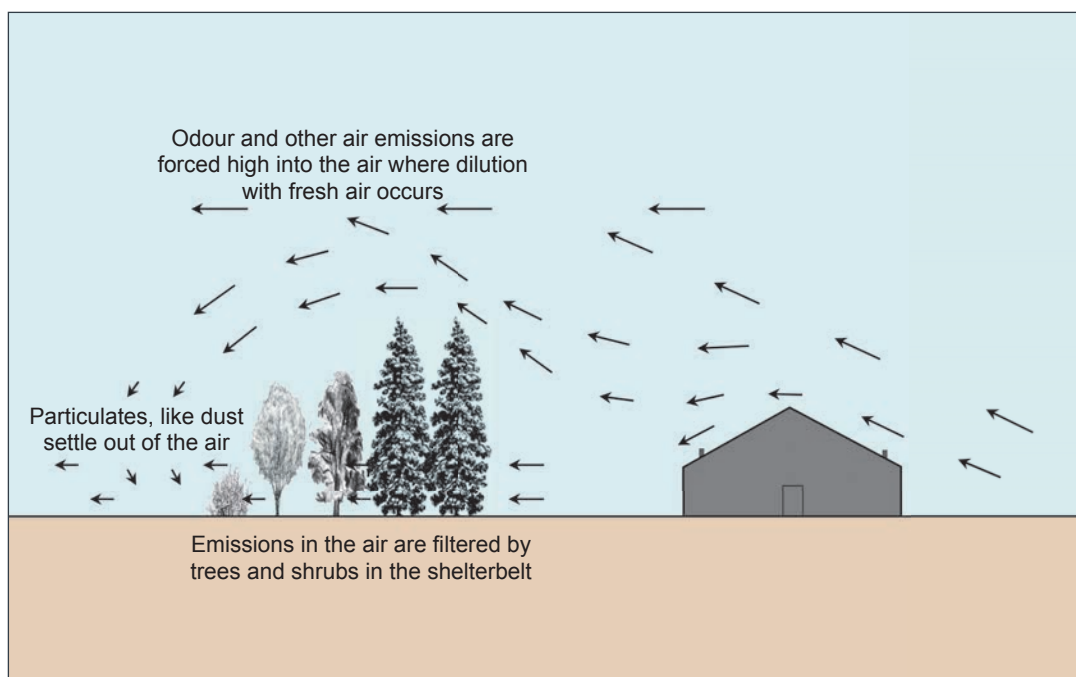 Odour and other air emissions are
forced high into the air where dilution
with fresh air occurs
Particulates, like dust
settle out of the air
Emissions in the air are filtered by
trees and shrubs in the shelterbelt